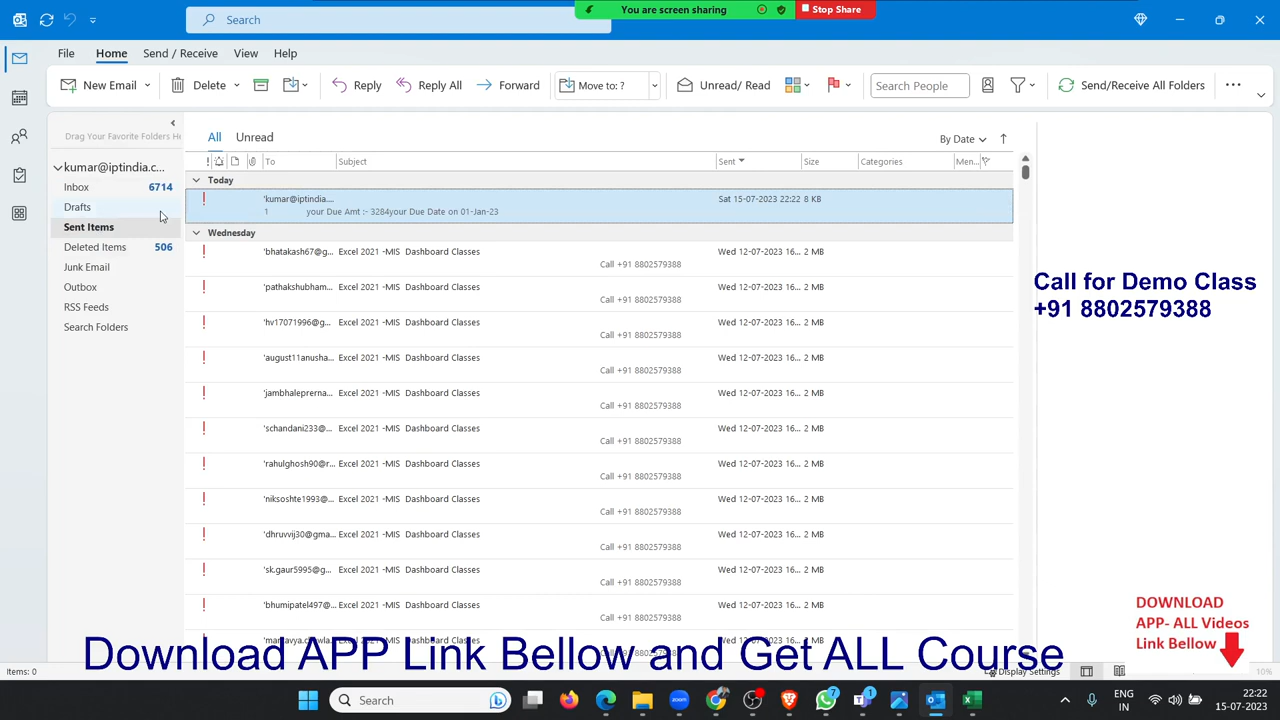 You are screen sharing
Stop Share
Search
File Home Send / Receive View Help
New Email
Delete
Reply
Reply All
Forward
Move to: ?
Unread/ Read
Search People
Send/Receive All Folders
Drag Your Favorite Folders He
kumar@iptindia.c...
Inbox 6714
Drafts
Sent Items
Deleted Items 506
Junk Email
Outbox
RSS Feeds
Search Folders
All Unread
By Date
To Subject Sent Size Categories Men...
Today
'kumar@iptindia.... Sat 15-07-2023 22:22 8 KB
1 your Due Amt :- 3284your Due Date on 01-Jan-23
Wednesday
'bhatakash67@g... Excel 2021 -MIS Dashboard Classes Wed 12-07-2023 16... 2 MB
Call +91 8802579388
'pathakshubham... Excel 2021 -MIS Dashboard Classes Wed 12-07-2023 16... 2 MB
Call +91 8802579388
'hv17071996@g... Excel 2021 -MIS Dashboard Classes Wed 12-07-2023 16... 2 MB
Call +91 8802579388
'august11anusha... Excel 2021 -MIS Dashboard Classes Wed 12-07-2023 16... 2 MB
Call +91 8802579388
'jambhaleprerna... Excel 2021 -MIS Dashboard Classes Wed 12-07-2023 16... 2 MB
Call +91 8802579388
'schandani233@... Excel 2021 -MIS Dashboard Classes Wed 12-07-2023 16... 2 MB
Call +91 8802579388
'rahulghosh90@r... Excel 2021 -MIS Dashboard Classes Wed 12-07-2023 16... 2 MB
Call +91 8802579388
'niksoshte1993@... Excel 2021 -MIS Dashboard Classes Wed 12-07-2023 16... 2 MB
Call +91 8802579388
'dhruvvij30@gma... Excel 2021 -MIS Dashboard Classes Wed 12-07-2023 16... 2 MB
Call +91 8802579388
'sk.gaur5995@g... Excel 2021 -MIS Dashboard Classes Wed 12-07-2023 16... 2 MB
Call +91 8802579388
'bhumipatel497@... Excel 2021 -MIS Dashboard Classes Wed 12-07-2023 16... 2 MB
Call +91 8802579388
Call for Demo Class
+91 8802579388
DOWNLOAD
APP- ALL Videos
Link Bellow
Download APP Link Bellow and Get ALL Course
Items: 0
Display Settings
10%
Search
7
1
ENG
IN
22:22
15-07-2023